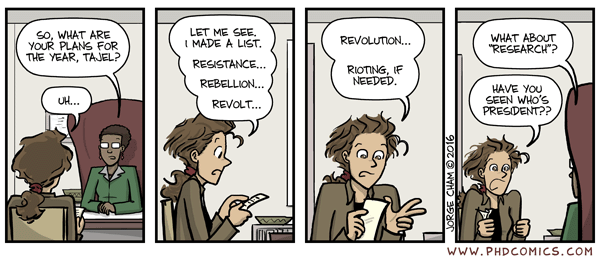 SO, WHAT ARE
YOUR PLANS FOR
THE YEAR, TAJEL?
UH...
LET ME SEE.
I MADE A LIST.
RESISTANCE...
REBELLION...
REVOLT...
REVOLUTION...
RIOTING, IF
NEEDED.
JORGE CHAM © 2016
WHAT ABOUT
"RESEARCH"?
HAVE YOU
SEEN WHO'S
PRESIDENT??
WWW.PHDCOMICS.COM